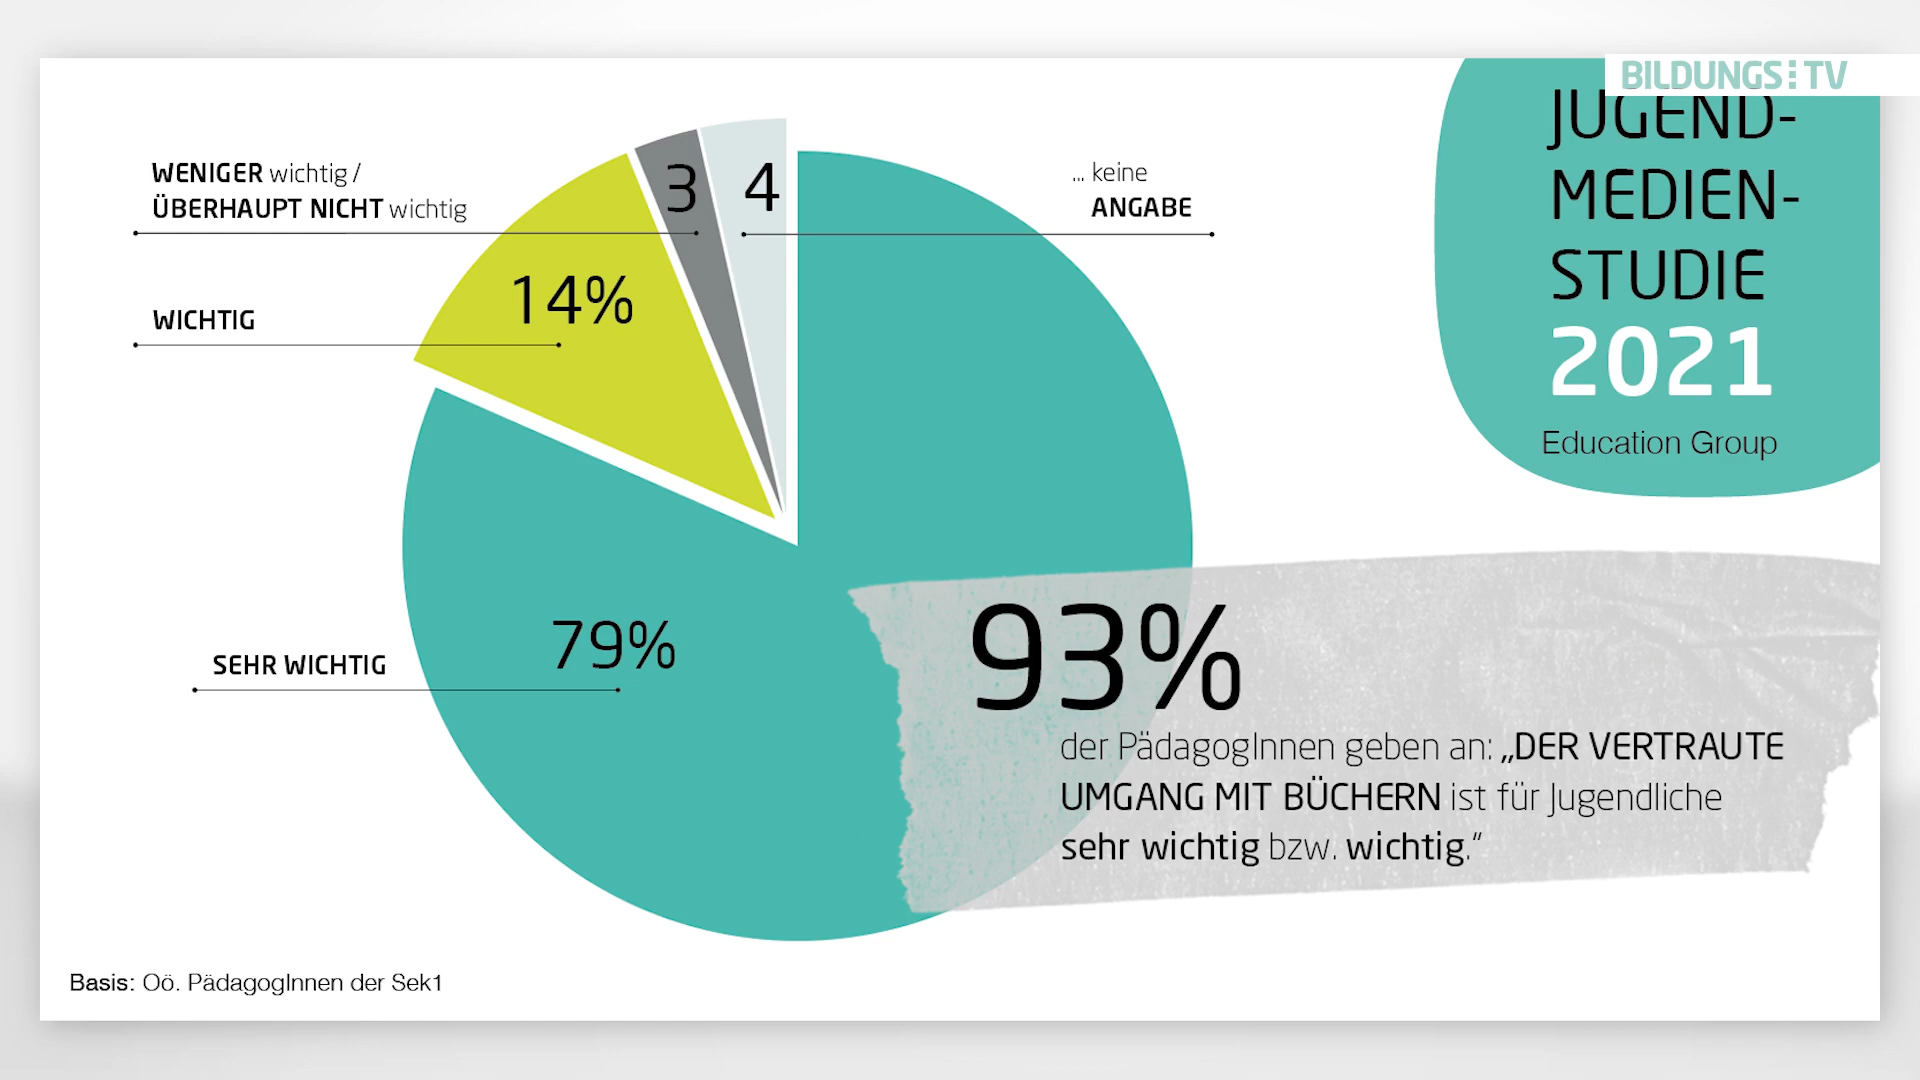 BILDUNGS⋮TV
JUGEND-
MEDIEN-
STUDIE
2021
Education Group
WENIGER wichtig /
ÜBERHAUPT NICHT wichtig
3
4
... keine
ANGABE
WICHTIG
14%
SEHR WICHTIG
79%
93%
der PädagogInnen geben an: „DER VERTRAUTE
UMGANG MIT BÜCHERN ist für Jugendliche
sehr wichtig bzw. wichtig.“
Basis: Oö. PädagogInnen der Sek1